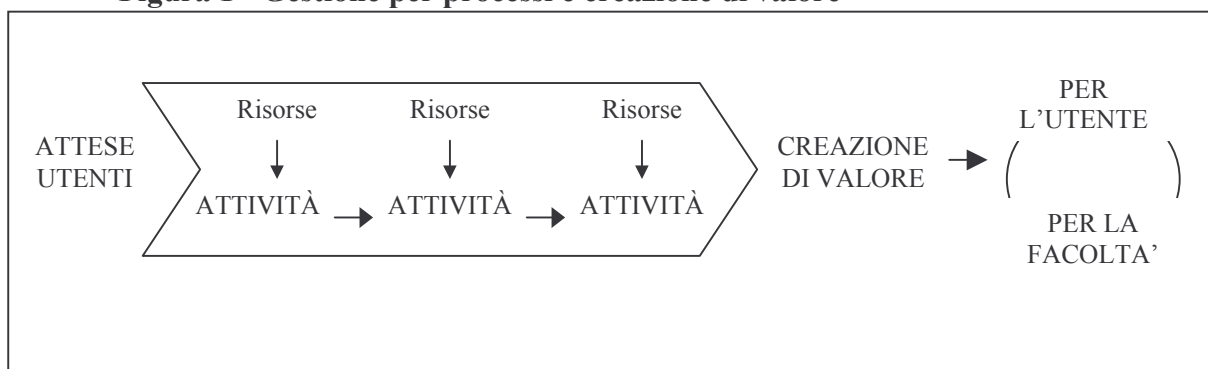 Figura 1 – Gestione per processi e creazione di valore
ATTESE
UTENTI
Risorse
Risorse
Risorse
ATTIVITÀ
ATTIVITÀ
ATTIVITÀ
CREAZIONE
DI VALORE
PER
L’UTENTE
PER LA
FACOLTA’